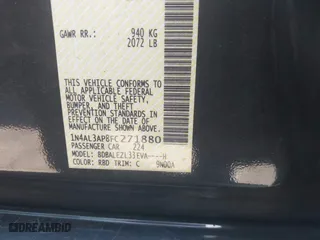 GAWR RR.: 940 KG
2072 LB
THIS VEHICLE CONFORMS TO ALL
APPLICABLE FEDERAL MOTOR VEHICLE SAFETY,
BUMPER, AND THEFT
PREVENTION STANDARDS IN
EFFECT ON THE DATE OF
MANUFACTURE SHOWN ABOVE.
1N4AL3AP8FC271880
PASSENGER CAR 224
MODEL: BDBALEZL33EVA----H
COLOR: RBD TRIM: C
DREAMBID